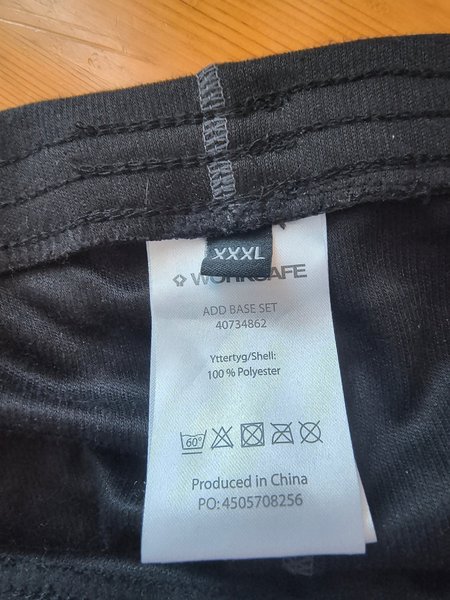 XXXL
WORKSAFE
ADD BASE SET
40734862
Yttertyg/Shell:
100 % Polyester
60°
Produced in China
PO: 4505708256